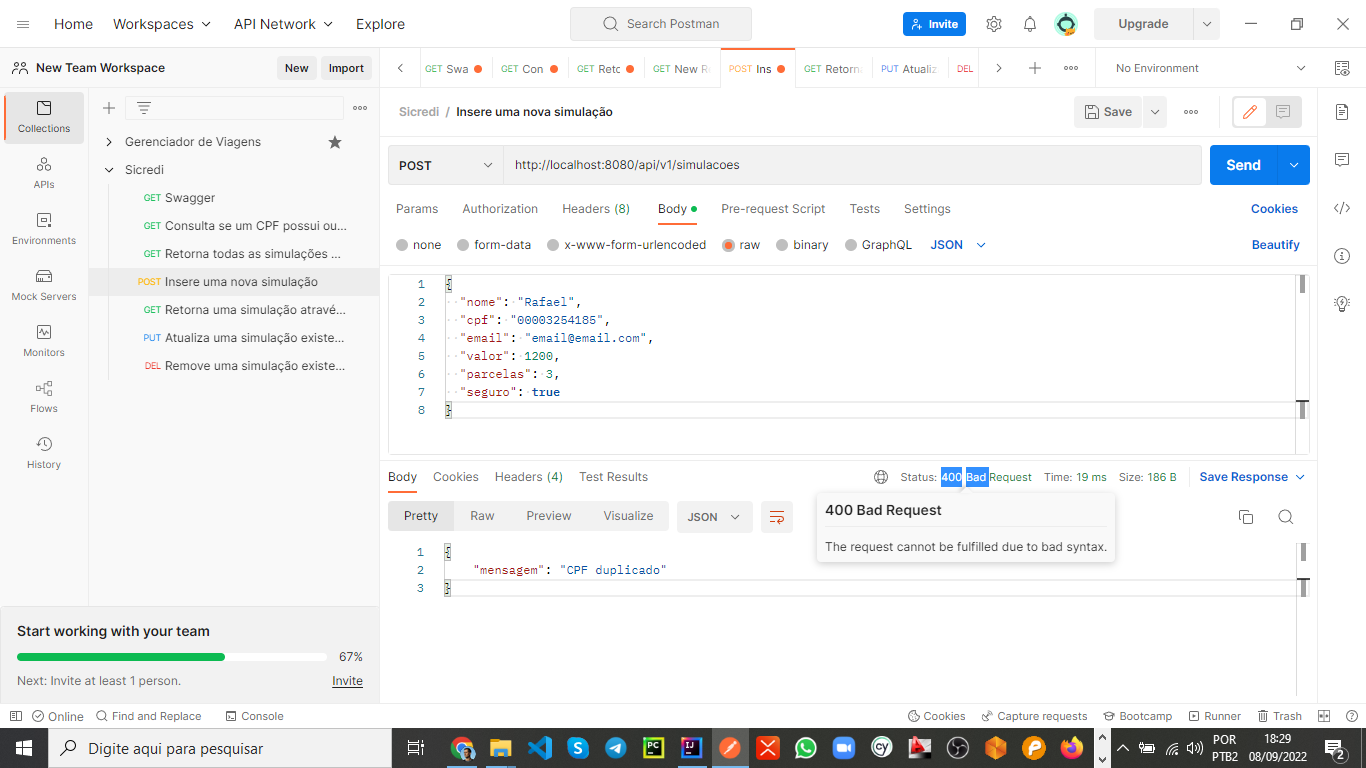 Home Workspaces API Network Explore Search Postman Invite Upgrade
New Team Workspace New Import GET Swa GET Con GET Reto GET New R POST Ins GET Retorn PUT Atualiz DEL No Environment
Sicredi / Insere uma nova simulação Save
Collections
APIs
Environments
Mock Servers
Monitors
Flows
History
Gerenciador de Viagens
Sicredi
GET Swagger
GET Consulta se um CPF possui ou...
GET Retorna todas as simulações ...
POST Insere uma nova simulação
GET Retorna uma simulação atravé...
PUT Atualiza uma simulação existe...
DEL Remove uma simulação existe...
POST http://localhost:8080/api/v1/simulacoes Send
Params Authorization Headers (8) Body Pre-request Script Tests Settings Cookies
none form-data x-www-form-urlencoded raw binary GraphQL JSON Beautify
1 {
2 "nome": "Rafael",
3 "cpf": "00003254185",
4 "email": "email@email.com",
5 "valor": 1200,
6 "parcelas": 3,
7 "seguro": true
8 }
Body Cookies Headers (4) Test Results Status: 400 Bad Request Time: 19 ms Size: 186 B Save Response
Pretty Raw Preview Visualize JSON
400 Bad Request
The request cannot be fulfilled due to bad syntax.
1 {
2 "mensagem": "CPF duplicado"
3 }
Start working with your team
67%
Next: Invite at least 1 person. Invite
Online Find and Replace Console Cookies Capture requests Bootcamp Runner Trash
Digite aqui para pesquisar
PC IJ cy P
POR
PTB2
18:29
08/09/2022
2